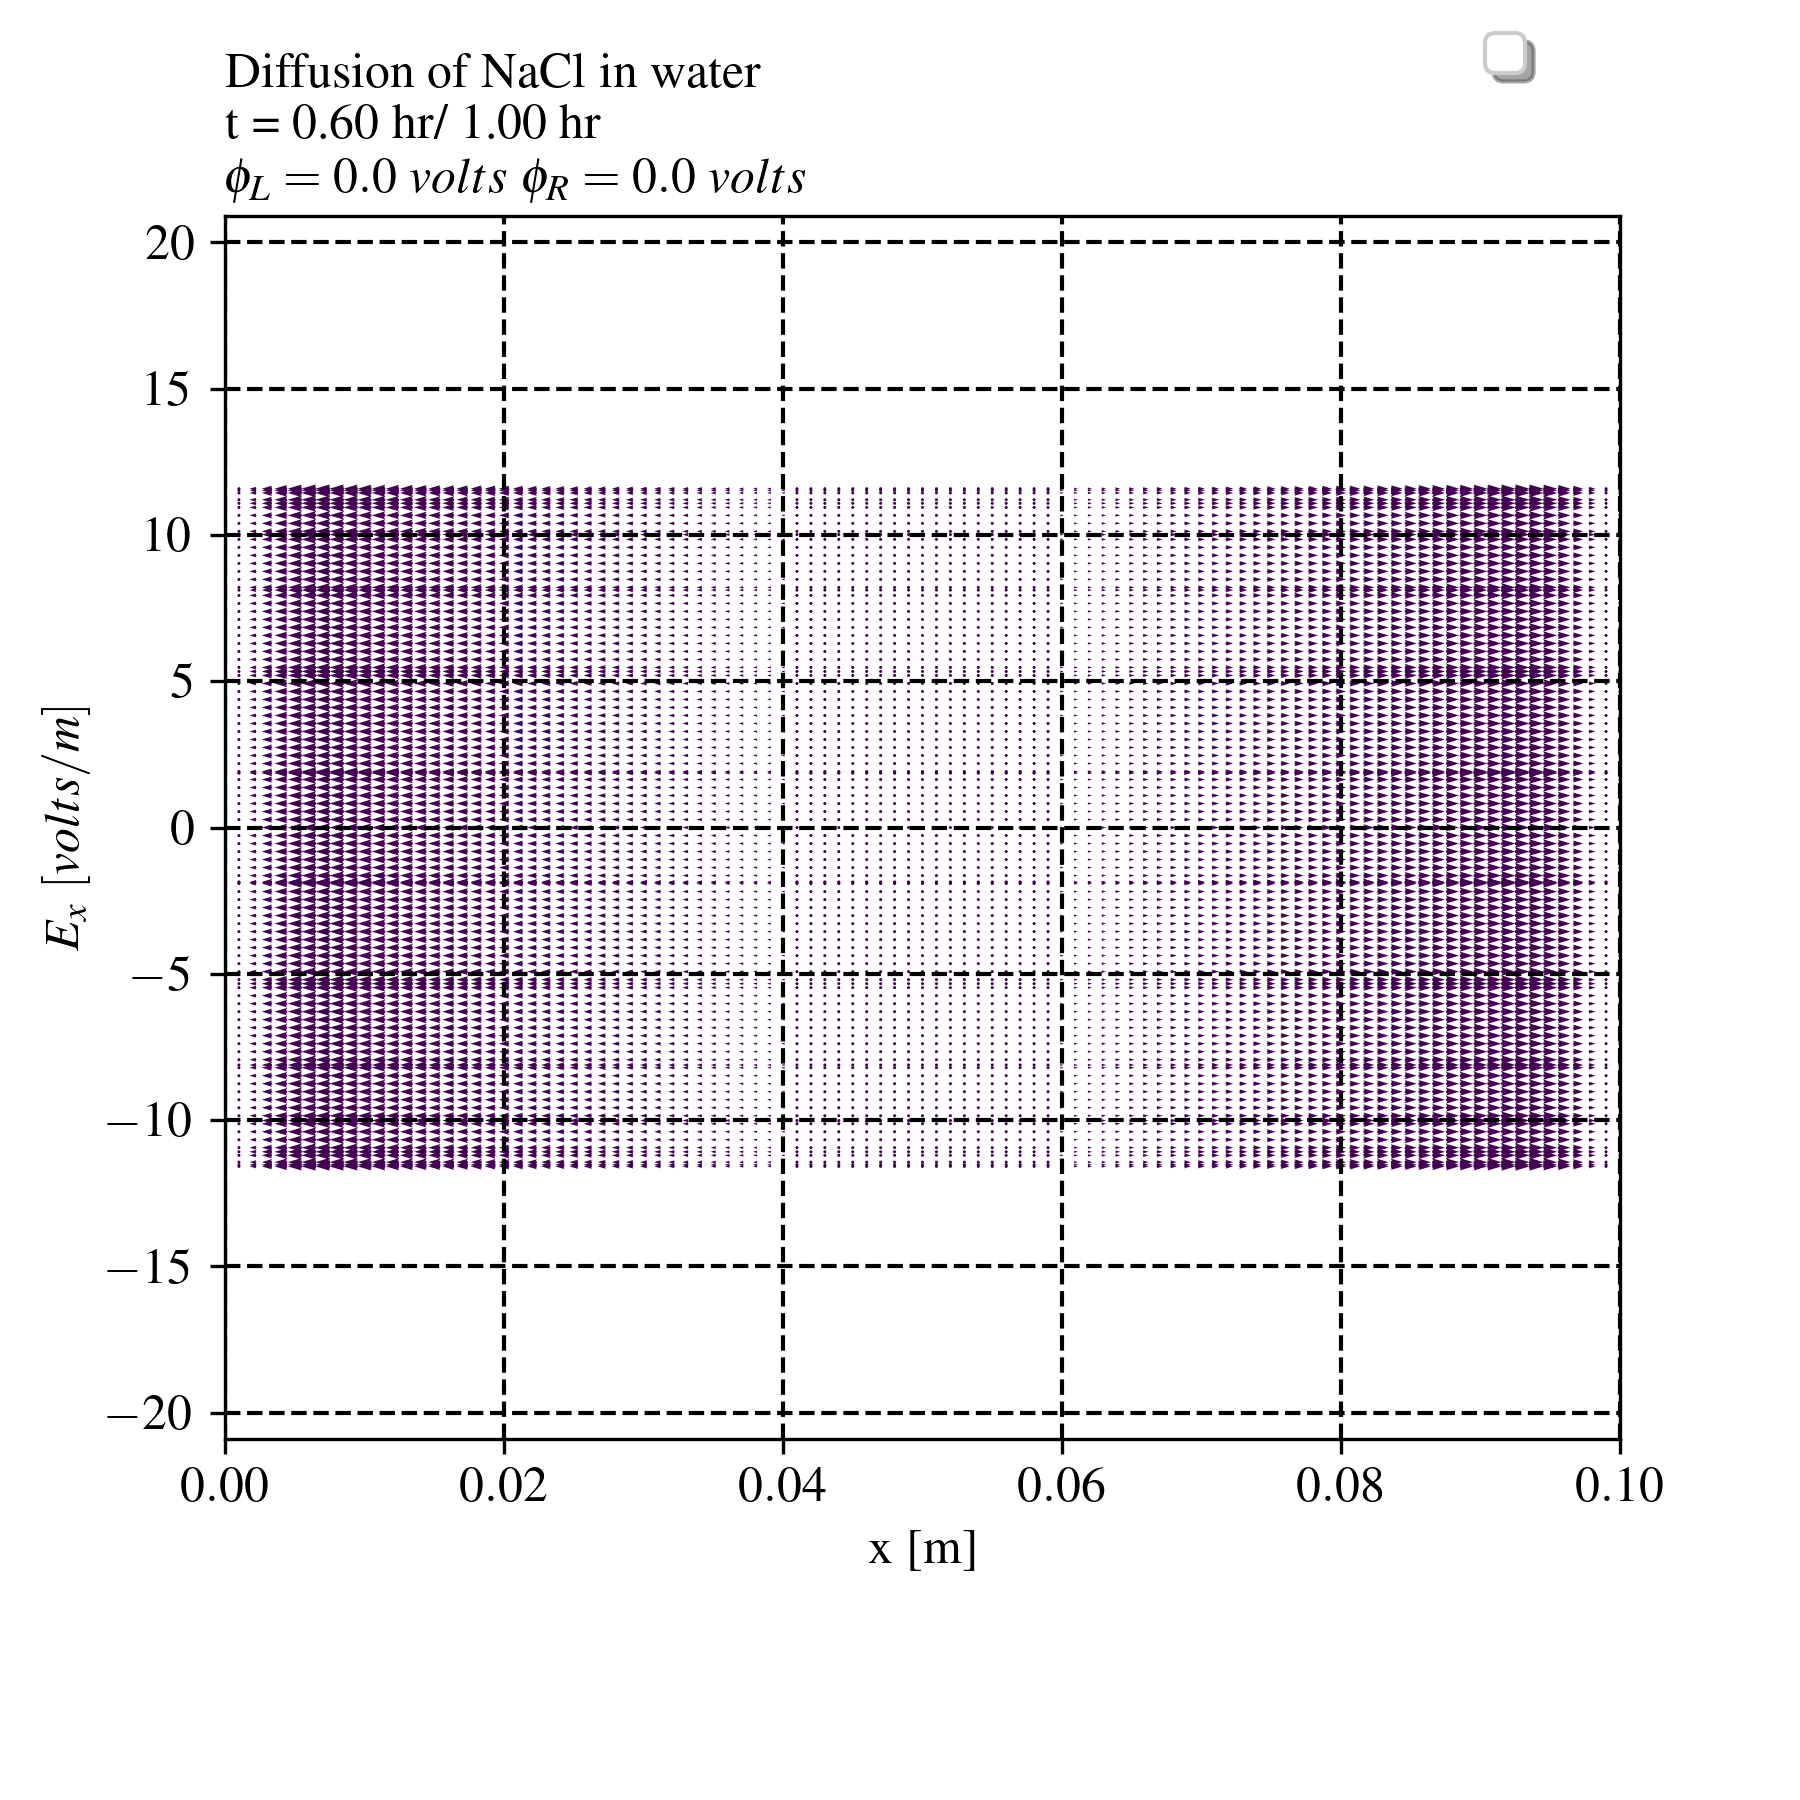 Diffusion of NaCl in water
t = 0.60 hr/ 1.00 hr
ϕ_L = 0.0 volts ϕ_R = 0.0 volts
20
15
10
5
0
−5
−10
−15
−20
E_x [volts/m]
0.00 0.02 0.04 0.06 0.08 0.10
x [m]